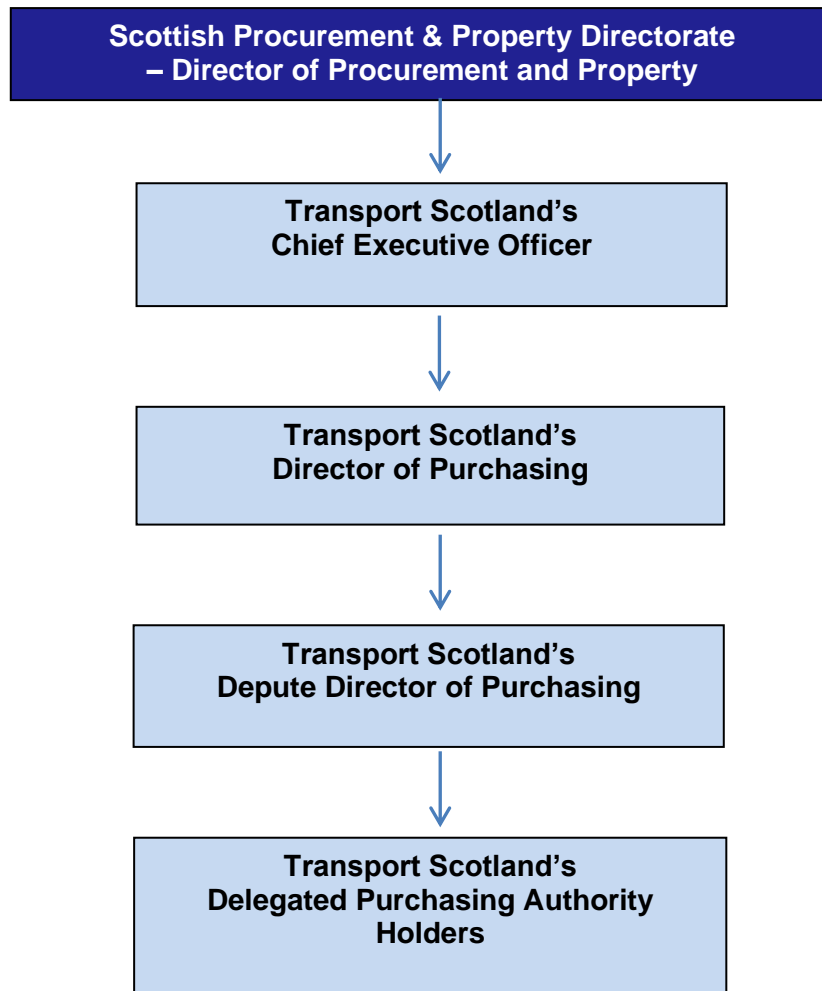 Scottish Procurement & Property Directorate
– Director of Procurement and Property
Transport Scotland’s
Chief Executive Officer
Transport Scotland’s
Director of Purchasing
Transport Scotland’s
Depute Director of Purchasing
Transport Scotland’s
Delegated Purchasing Authority
Holders